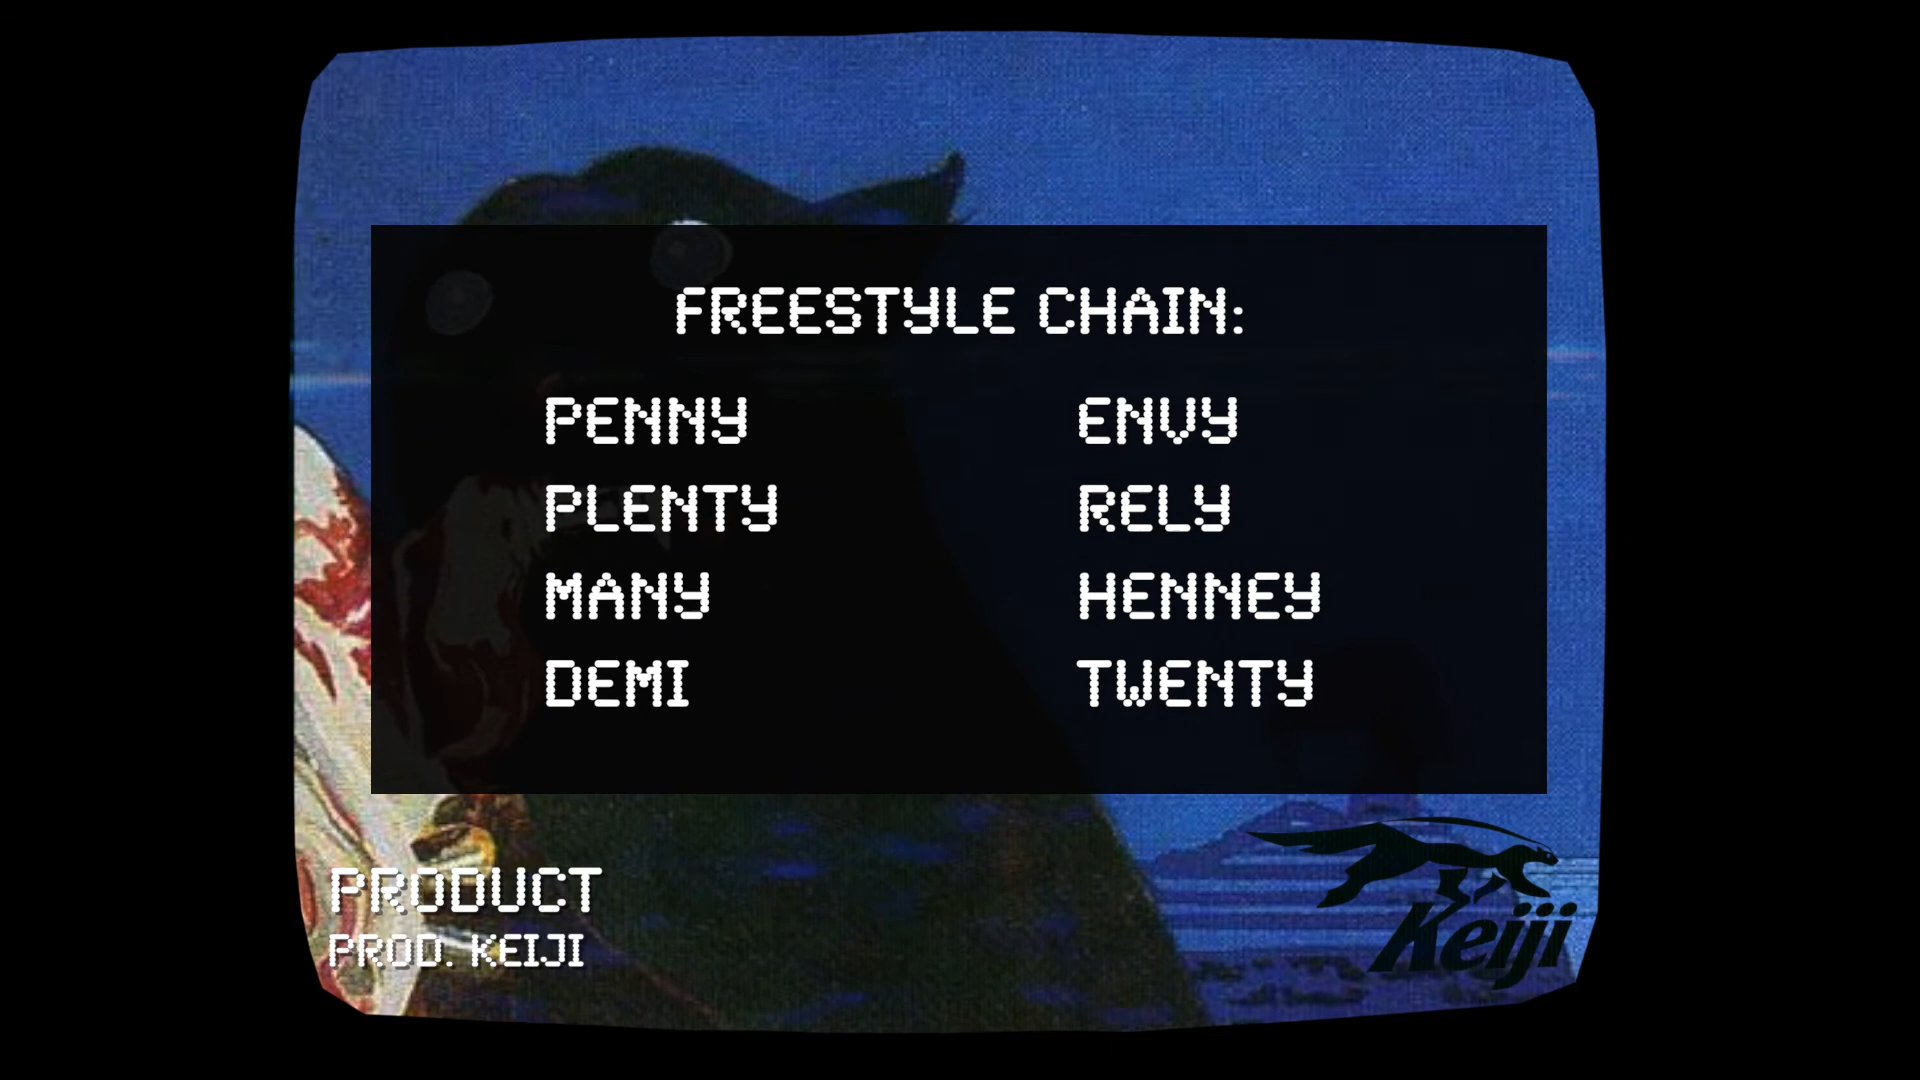 FREESTYLE CHAIN:
PENNY
PLENTY
MANY
DEMI
ENVY
RELY
HENNEY
TWENTY
PRODUCT
PROD. KEIJI
Keiji